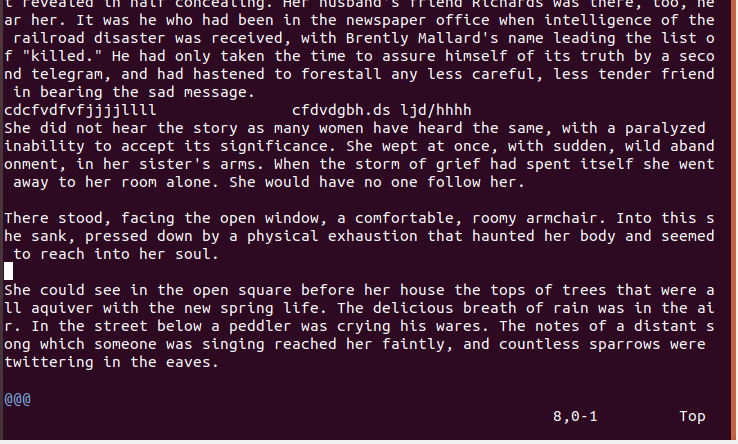 t revealed in half concealing. Her husband's friend Richards was there, too, ne
ar her. It was he who had been in the newspaper office when intelligence of the
 railroad disaster was received, with Brently Mallard's name leading the list o
f "killed." He had only taken the time to assure himself of its truth by a seco
nd telegram, and had hastened to forestall any less careful, less tender friend
 in bearing the sad message.
cdcfvdfvfjjjjllll               cfdvdgbh.ds ljd/hhhh
She did not hear the story as many women have heard the same, with a paralyzed
inability to accept its significance. She wept at once, with sudden, wild aband
onment, in her sister's arms. When the storm of grief had spent itself she went
 away to her room alone. She would have no one follow her.
There stood, facing the open window, a comfortable, roomy armchair. Into this s
he sank, pressed down by a physical exhaustion that haunted her body and seemed
 to reach into her soul.
She could see in the open square before her house the tops of trees that were a
ll aquiver with the new spring life. The delicious breath of rain was in the ai
r. In the street below a peddler was crying his wares. The notes of a distant s
ong which someone was singing reached her faintly, and countless sparrows were
twittering in the eaves.
@@@
8,0-1         Top